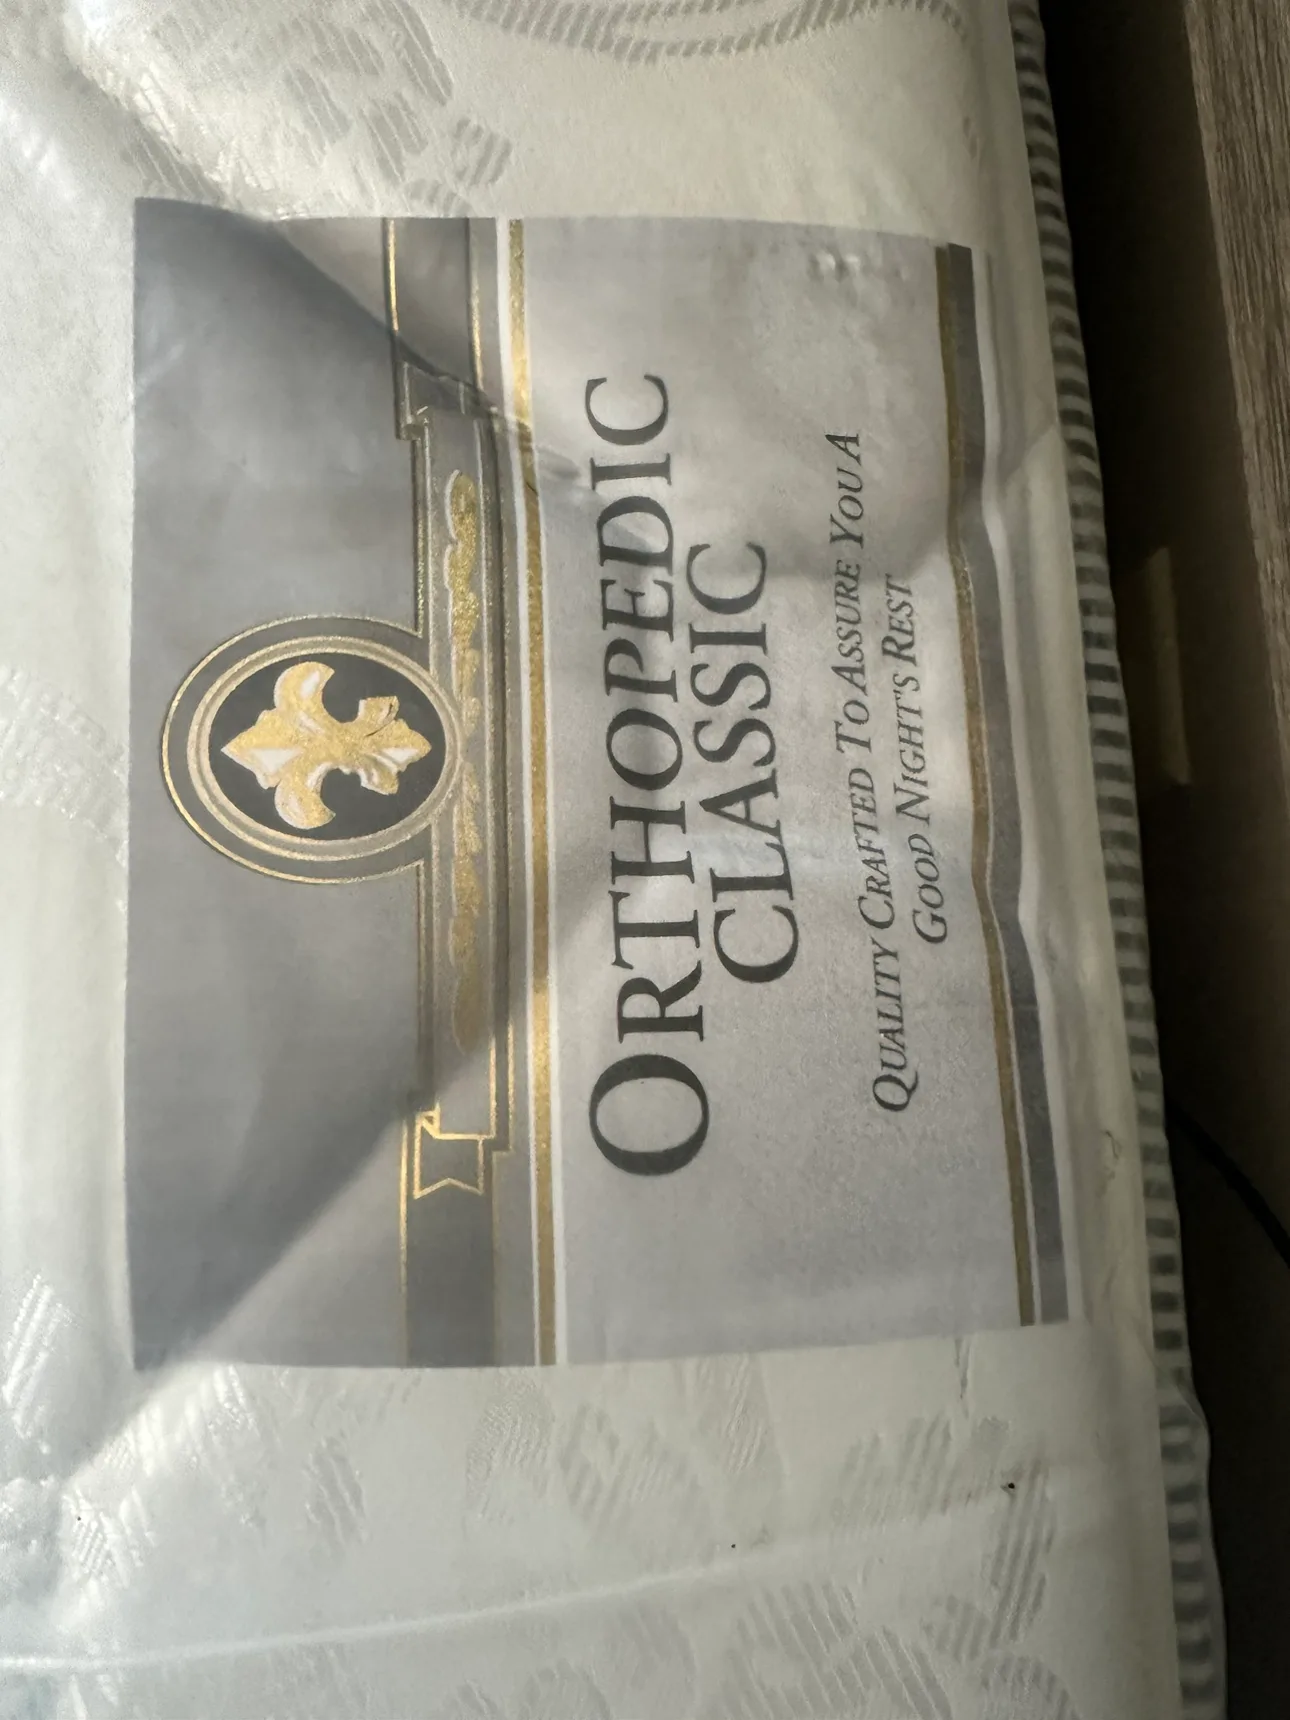 ORTHOPEDIC
CLASSIC
QUALITY CRAFTED TO ASSURE YOU A
GOOD NIGHT'S REST